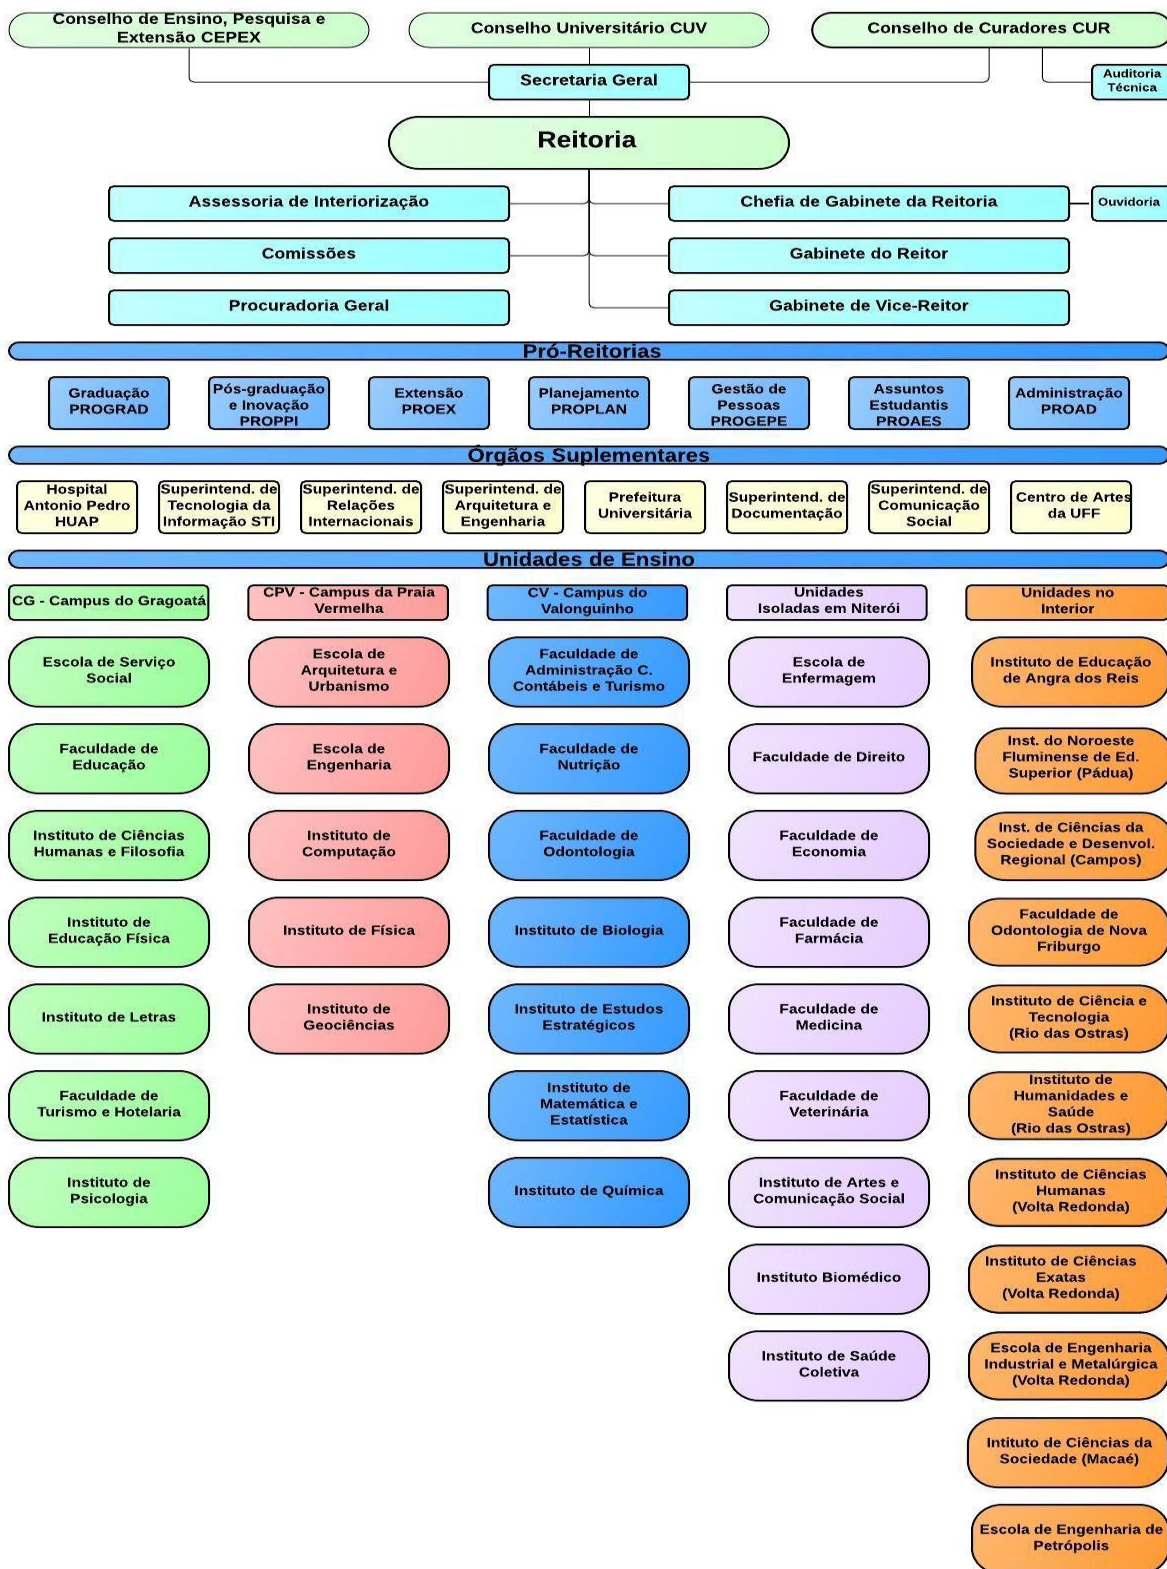 Conselho de Ensino, Pesquisa e
Extensão CEPEX
Conselho Universitário CUV
Conselho de Curadores CUR
Secretaria Geral
Auditoria
Técnica
Reitoria
Assessoria de Interiorização
Chefia de Gabinete da Reitoria
Ouvidoria
Comissões
Gabinete do Reitor
Procuradoria Geral
Gabinete de Vice-Reitor
Pró-Reitorias
Graduação
PROGRAD
Pós-graduação
e Inovação
PROPPI
Extensão
PROEX
Planejamento
PROPLAN
Gestão de
Pessoas
PROGEPE
Assuntos
Estudantis
PROAES
Administração
PROAD
Órgãos Suplementares
Hospital
Antonio Pedro
HUAP
Superintend. de
Tecnologia da
Informação STI
Superintend. de
Relações
Internacionais
Superintend. de
Arquitetura e
Engenharia
Prefeitura
Universitária
Superintend. de
Documentação
Superintend. de
Comunicação
Social
Centro de Artes
da UFF
Unidades de Ensino
CG - Campus do Gragoatá
Escola de Serviço
Social
Faculdade de
Educação
Instituto de Ciências
Humanas e Filosofia
Instituto de
Educação Física
Instituto de Letras
Faculdade de
Turismo e Hotelaria
Instituto de
Psicologia
CPV - Campus da Praia
Vermelha
Escola de
Arquitetura e
Urbanismo
Escola de
Engenharia
Instituto de
Computação
Instituto de Física
Instituto de
Geociências
CV - Campus do
Valonguinho
Faculdade de
Administração C.
Contábeis e Turismo
Faculdade de
Nutrição
Faculdade de
Odontologia
Instituto de Biologia
Instituto de Estudos
Estratégicos
Instituto de
Matemática e
Estatística
Instituto de Química
Unidades
Isoladas em Niterói
Escola de
Enfermagem
Faculdade de Direito
Faculdade de
Economia
Faculdade de
Farmácia
Faculdade de
Medicina
Faculdade de
Veterinária
Instituto de Artes e
Comunicação Social
Instituto Biomédico
Instituto de Saúde
Coletiva
Unidades no
Interior
Instituto de Educação
de Angra dos Reis
Inst. do Noroeste
Fluminense de Ed.
Superior (Pádua)
Inst. de Ciências da
Sociedade e Desenvol.
Regional (Campos)
Faculdade de
Odontologia de Nova
Friburgo
Instituto de Ciência e
Tecnologia
(Rio das Ostras)
Instituto de
Humanidades e
Saúde
(Rio das Ostras)
Instituto de Ciências
Humanas
(Volta Redonda)
Instituto de Ciências
Exatas
(Volta Redonda)
Escola de Engenharia
Industrial e Metalúrgica
(Volta Redonda)
Intituto de Ciências da
Sociedade (Macaé)
Escola de Engenharia de
Petrópolis